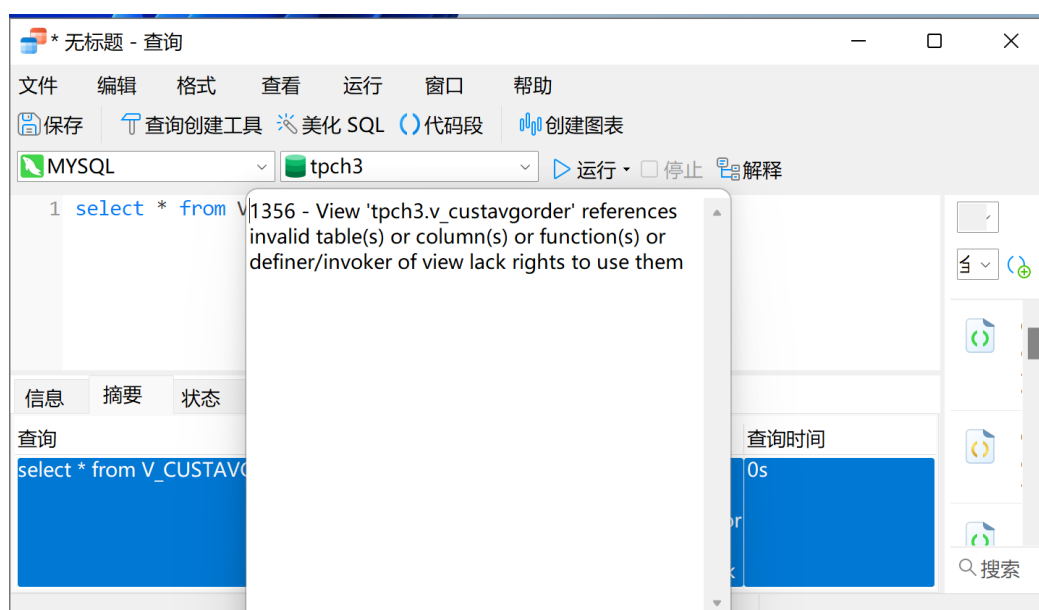 * 无标题 - 查询
文件 编辑 格式 查看 运行 窗口 帮助
保存 查询创建工具 美化 SQL 代码段 创建图表
MYSQL tpch3 运行 停止 解释
1 select * from V
1356 - View 'tpch3.v_custavgorder' references
invalid table(s) or column(s) or function(s) or
definer/invoker of view lack rights to use them
信息 摘要 状态
查询 查询时间
select * from V_CUSTAV 0s
搜索